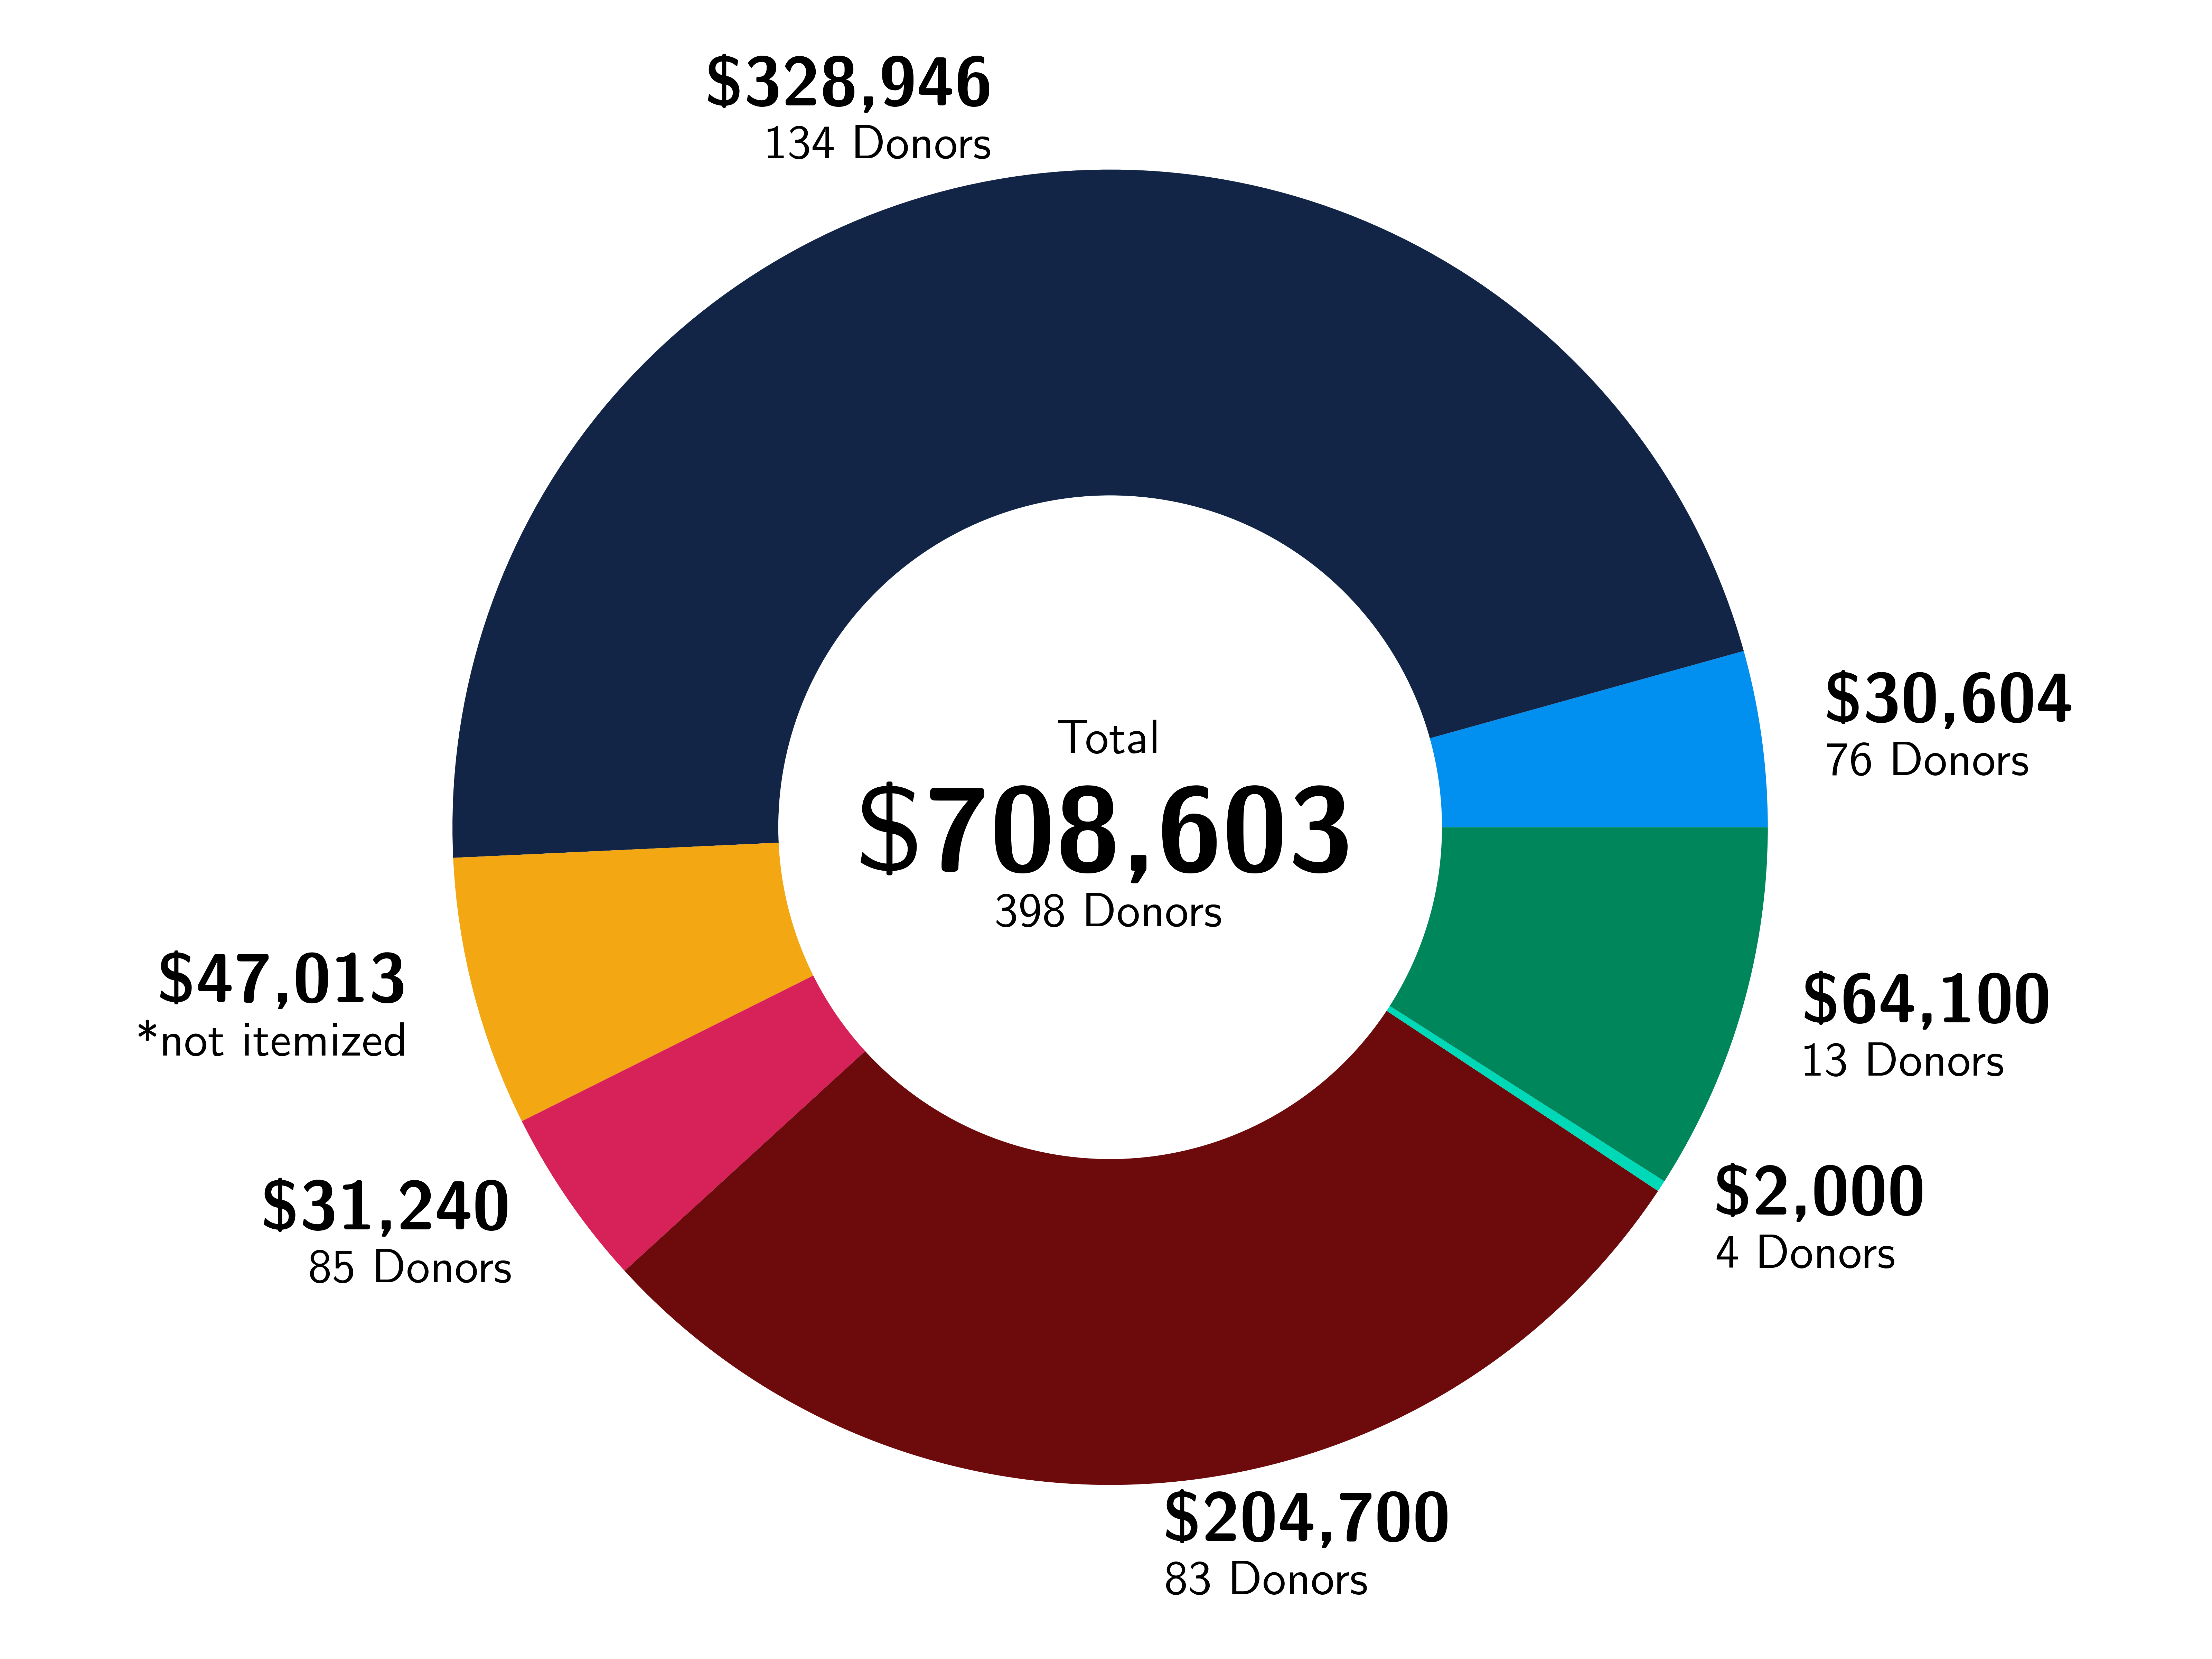 $328,946
134 Donors
$30,604
76 Donors
Total
$708,603
398 Donors
$47,013
*not itemized
$64,100
13 Donors
$31,240
85 Donors
$2,000
4 Donors
$204,700
83 Donors